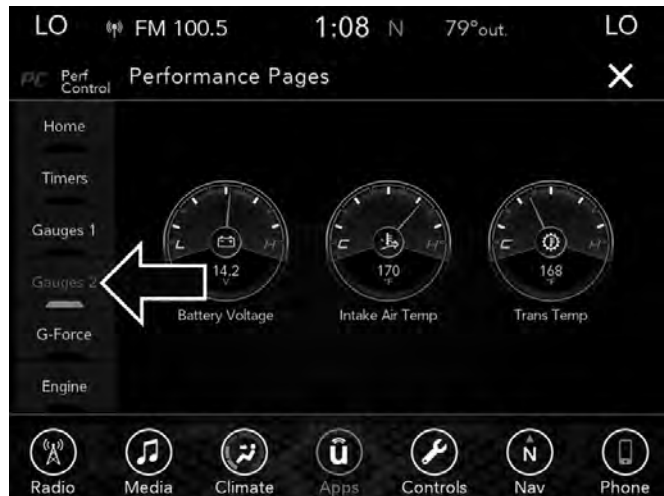 LO FM 100.5 1:08 N 79°out. LO
PC Perf Control Performance Pages X
Home
Timers
Gauges 1
Gauges 2
G-Force
Engine
L H
14.2
V
Battery Voltage
C H
170
°F
Intake Air Temp
C H
168
°F
Trans Temp
Radio Media Climate Apps Controls Nav Phone
û
N